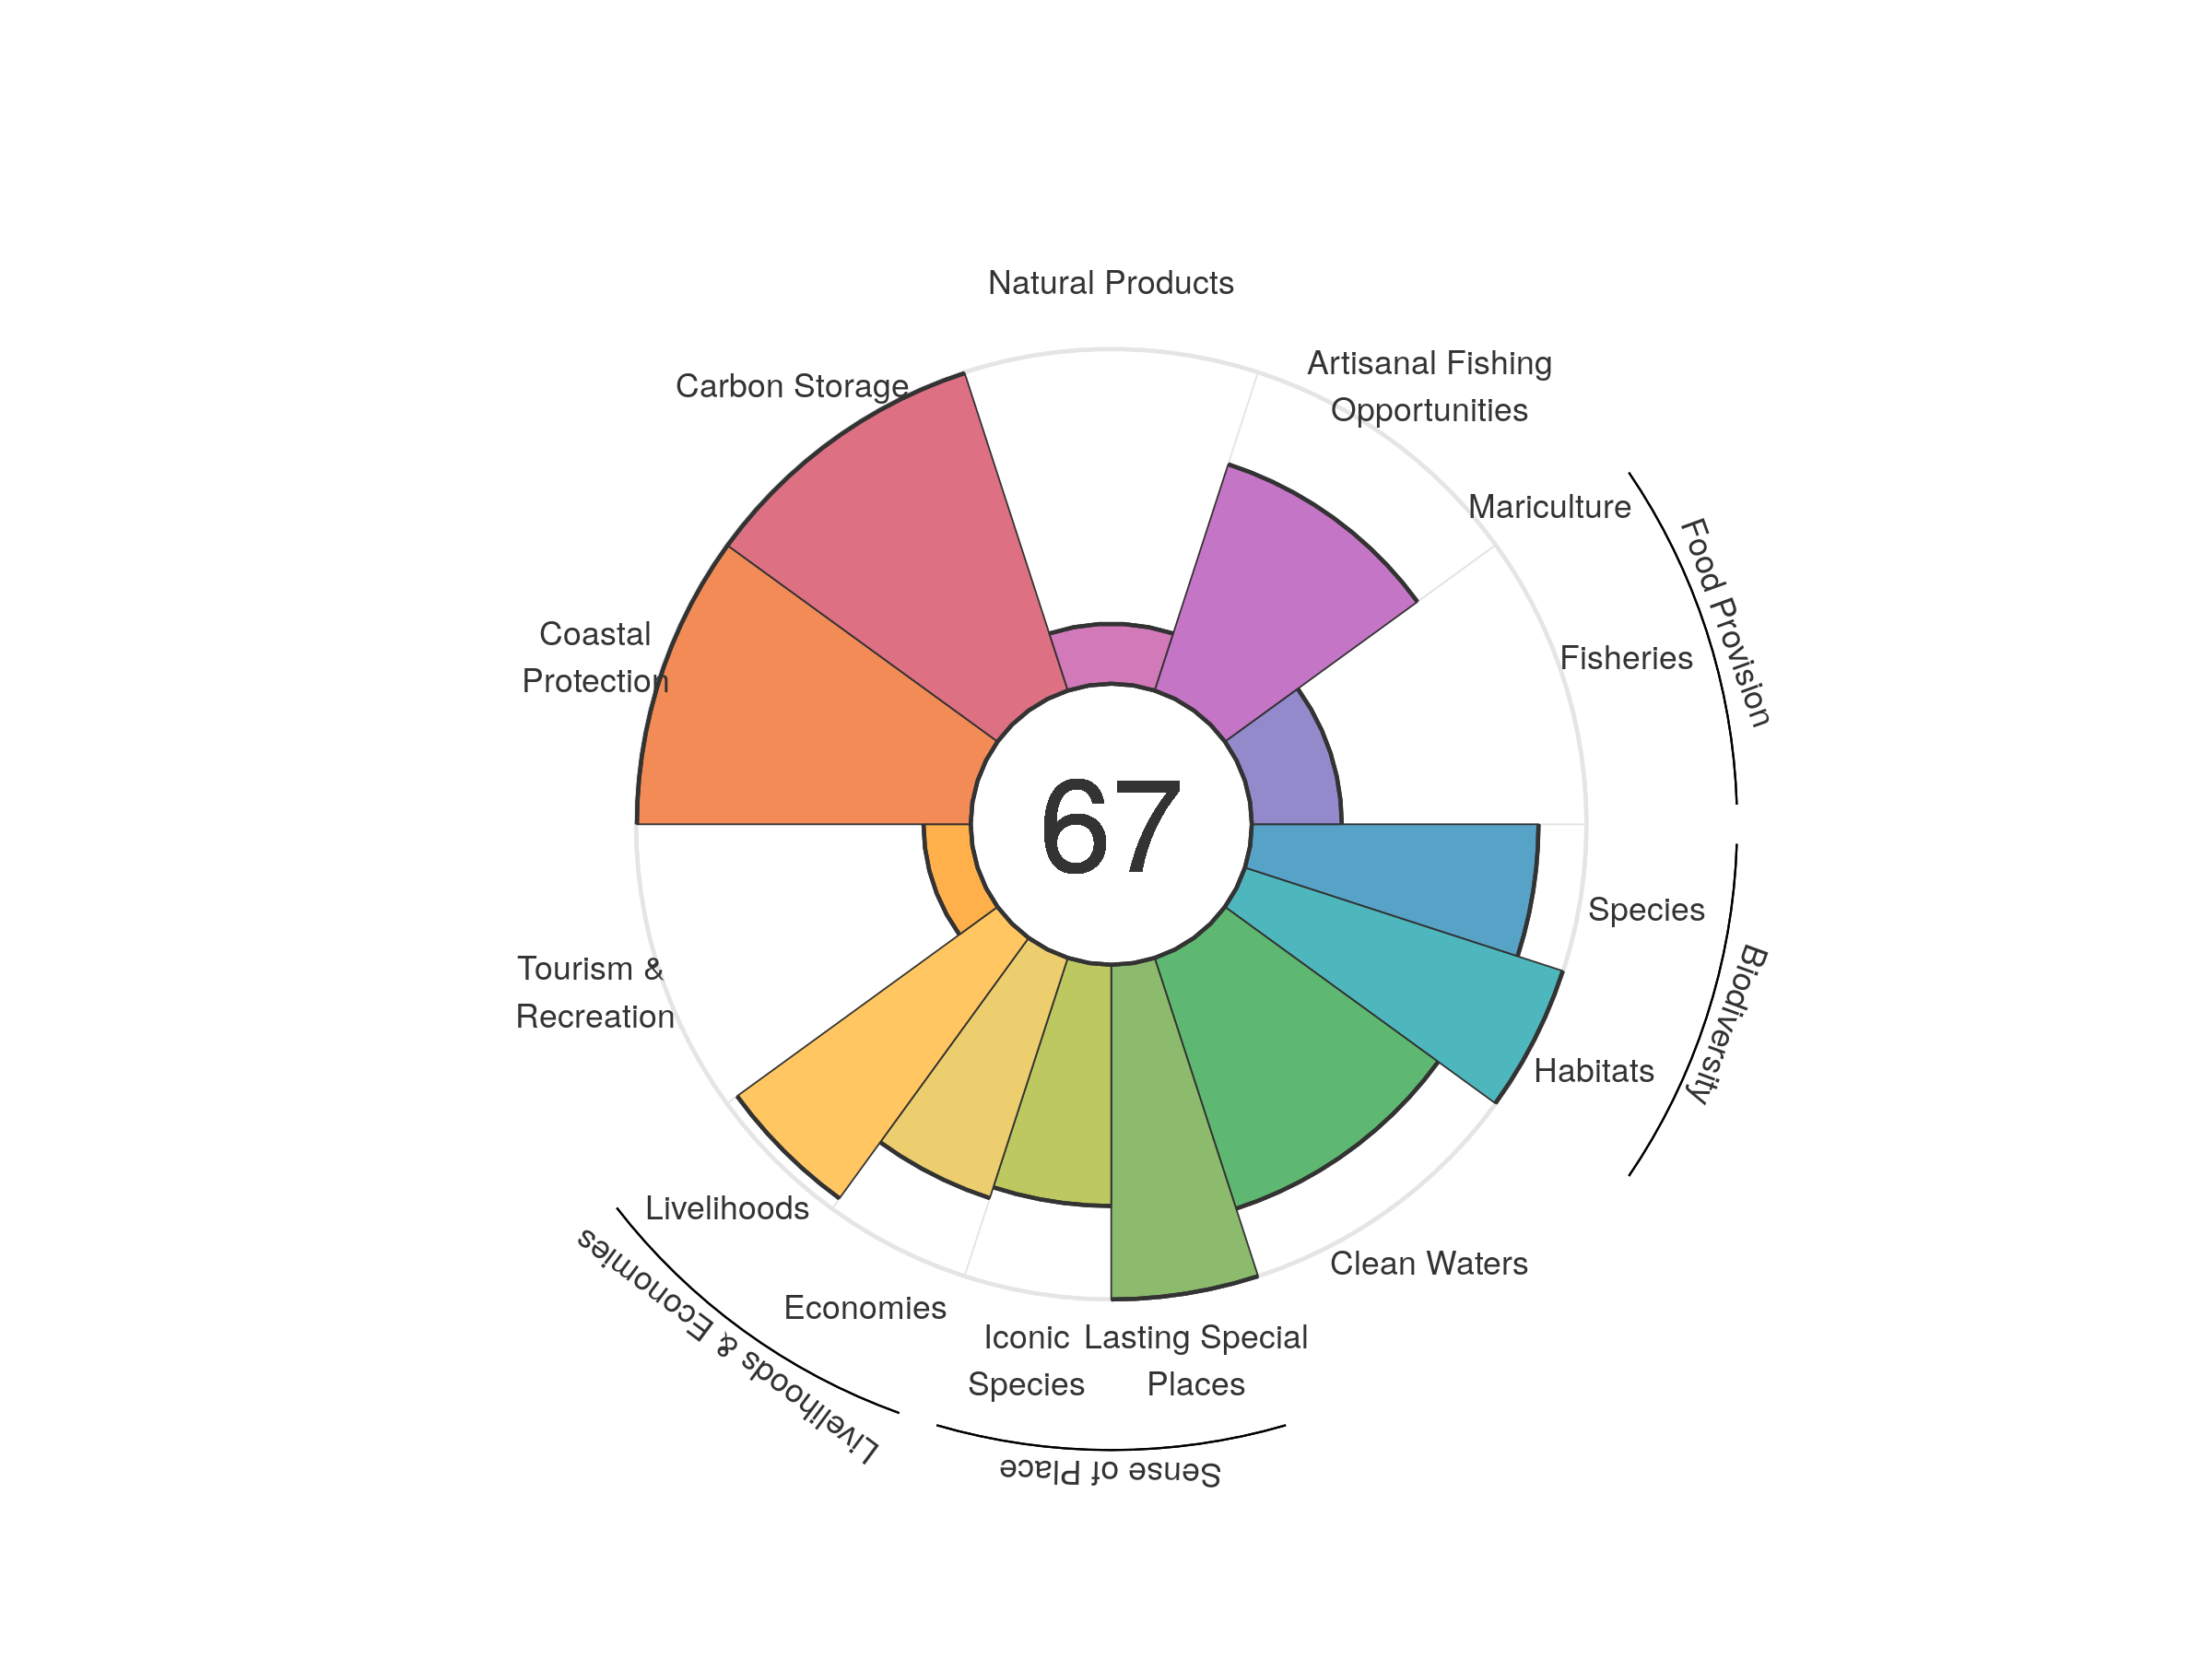 Natural Products
Artisanal Fishing
Opportunities
Carbon Storage
Mariculture
Food Provision
Coastal
Protection
Fisheries
67
Species
Biodiversity
Tourism &
Recreation
Habitats
Livelihoods
Clean Waters
Livelihoods & Economies
Economies
Iconic
Species
Lasting Special
Places
Sense of Place